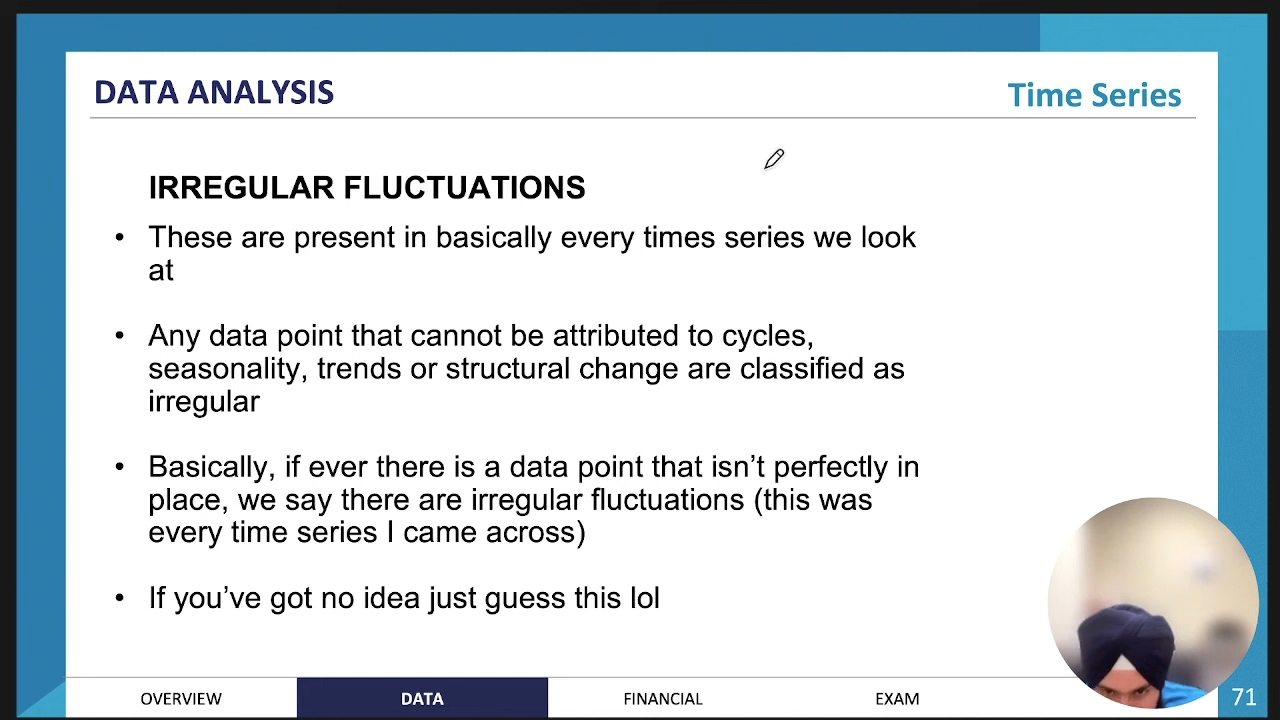 DATA ANALYSIS
Time Series
IRREGULAR FLUCTUATIONS
• These are present in basically every times series we look
at
• Any data point that cannot be attributed to cycles,
seasonality, trends or structural change are classified as
irregular
• Basically, if ever there is a data point that isn’t perfectly in
place, we say there are irregular fluctuations (this was
every time series I came across)
• If you’ve got no idea just guess this lol
OVERVIEW
DATA
FINANCIAL
EXAM
71